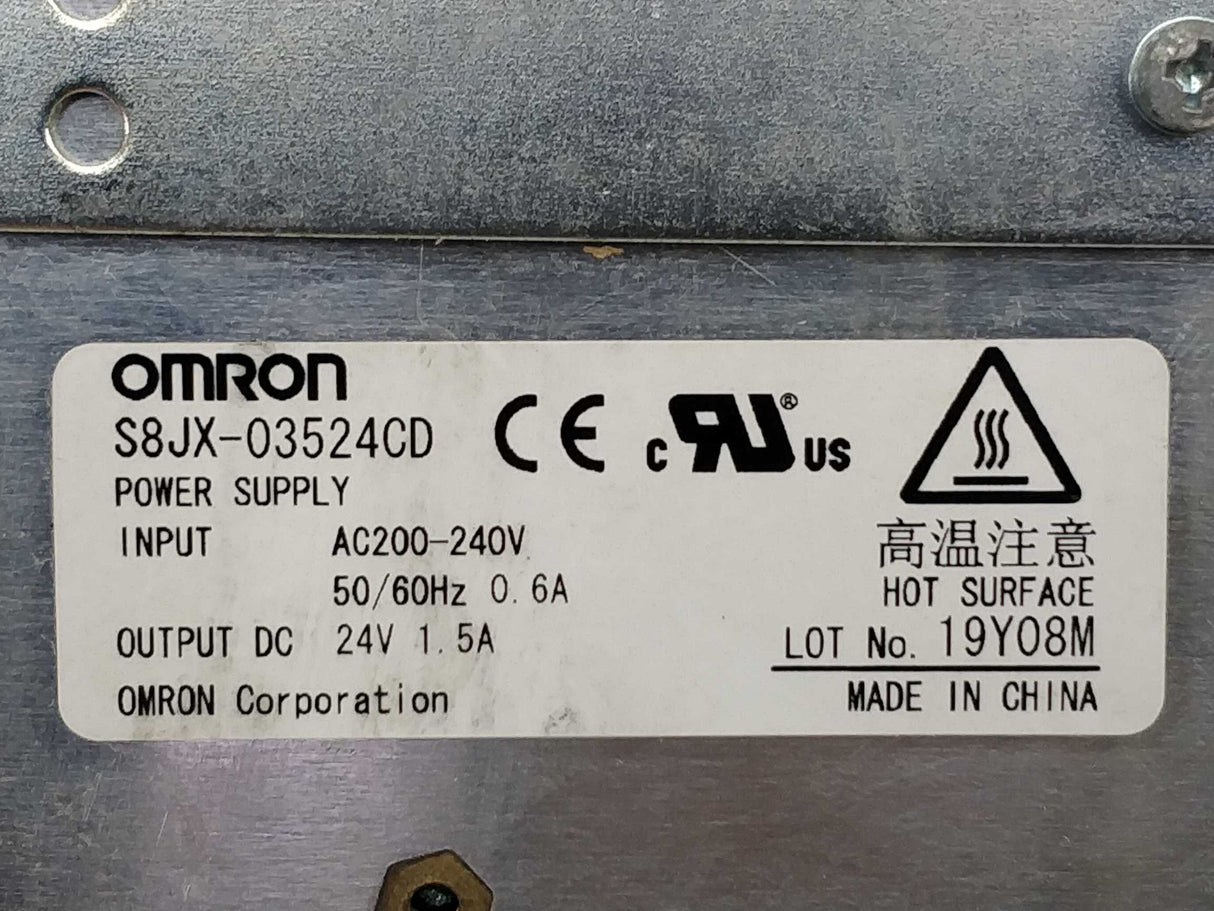 OMRON
S8JX-03524CD
POWER SUPPLY
INPUT AC200-240V
50/60Hz 0.6A
OUTPUT DC 24V 1.5A
OMRON Corporation
CE
c RU® US
高温注意
HOT SURFACE
LOT No. 19Y08M
MADE IN CHINA